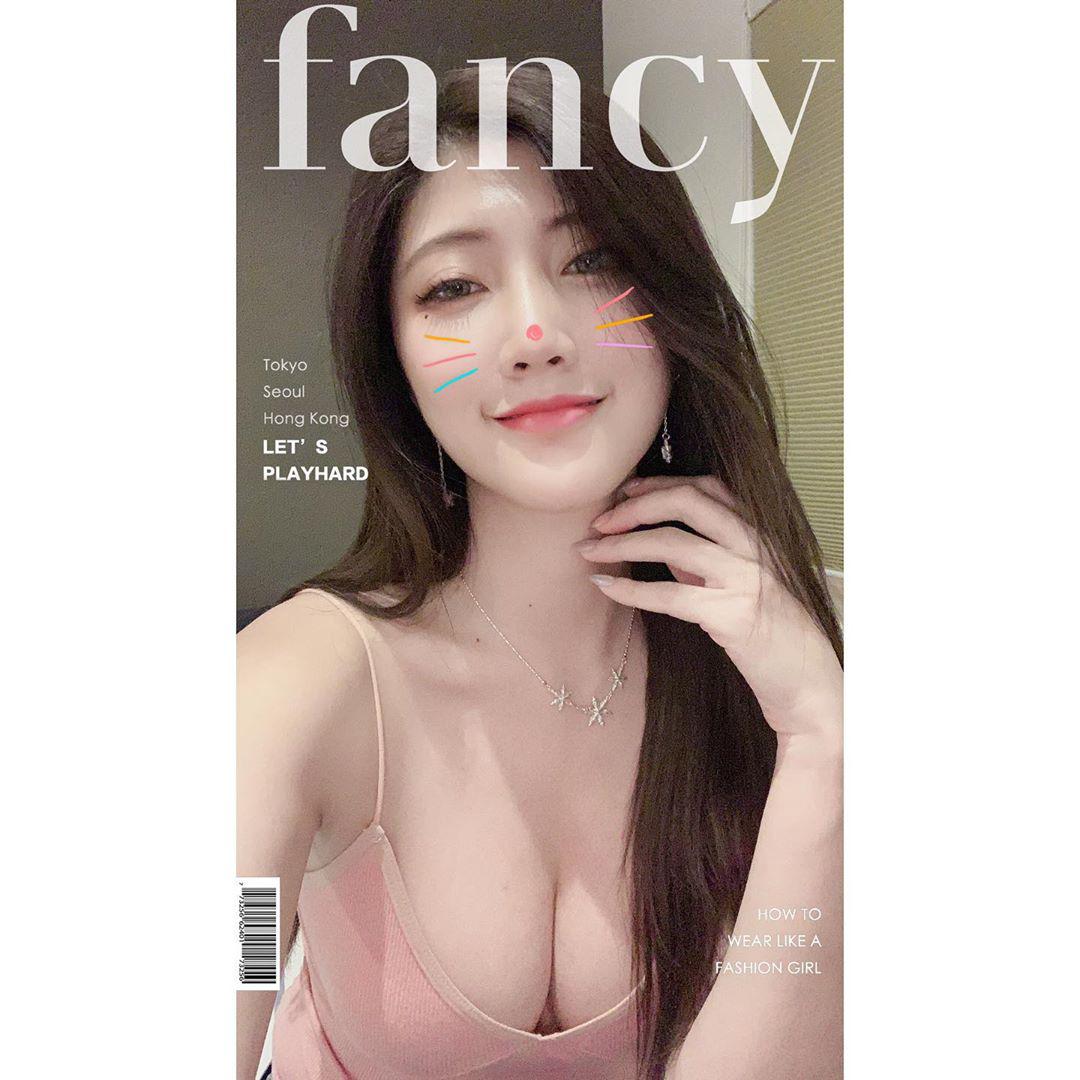 fancy
Tokyo
Seoul
Hong Kong
LET’S
PLAYHARD
HOW TO
WEAR LIKE A
FASHION GIRL